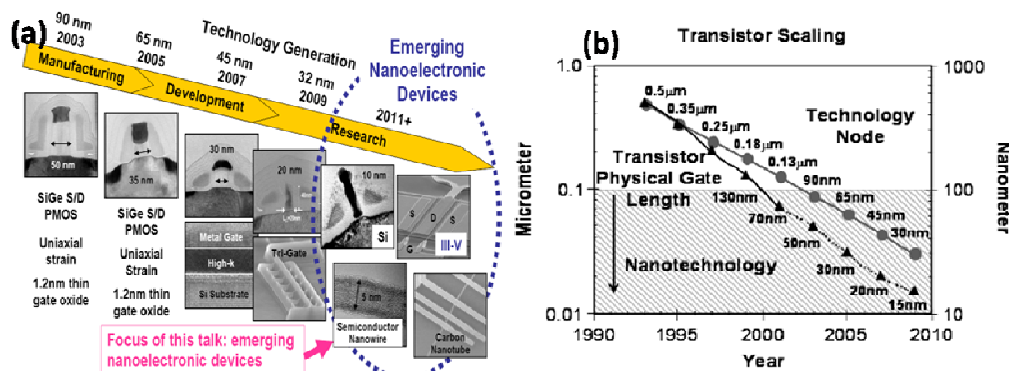 (a)
90 nm
2003
65 nm
2005
Technology Generation
45 nm
2007
32 nm
2009
2011+
Manufacturing
Development
Research
Emerging
Nanoelectronic
Devices
50 nm
35 nm
30 nm
20 nm
10 nm
SiGe S/D
PMOS
Uniaxial
strain
1.2nm thin
gate oxide
SiGe S/D
PMOS
Uniaxial
Strain
1.2nm thin
gate oxide
Metal Gate
High-k
Si Substrate
Tri-Gate
Si
S
D
S
G
III-V
5 nm
Semiconductor
Nanowire
Carbon
Nanotube
Focus of this talk: emerging
nanoelectronic devices
(b)
Transistor Scaling
1.0
0.1
0.01
Micrometer
1000
100
10
Nanometer
0.5µm
0.35µm
0.25µm
0.18µm
0.13µm
90nm
65nm
45nm
30nm
Technology
Node
Transistor
Physical Gate
Length
130nm
70nm
50nm
30nm
20nm
15nm
Nanotechnology
1990
1995
2000
2005
2010
Year